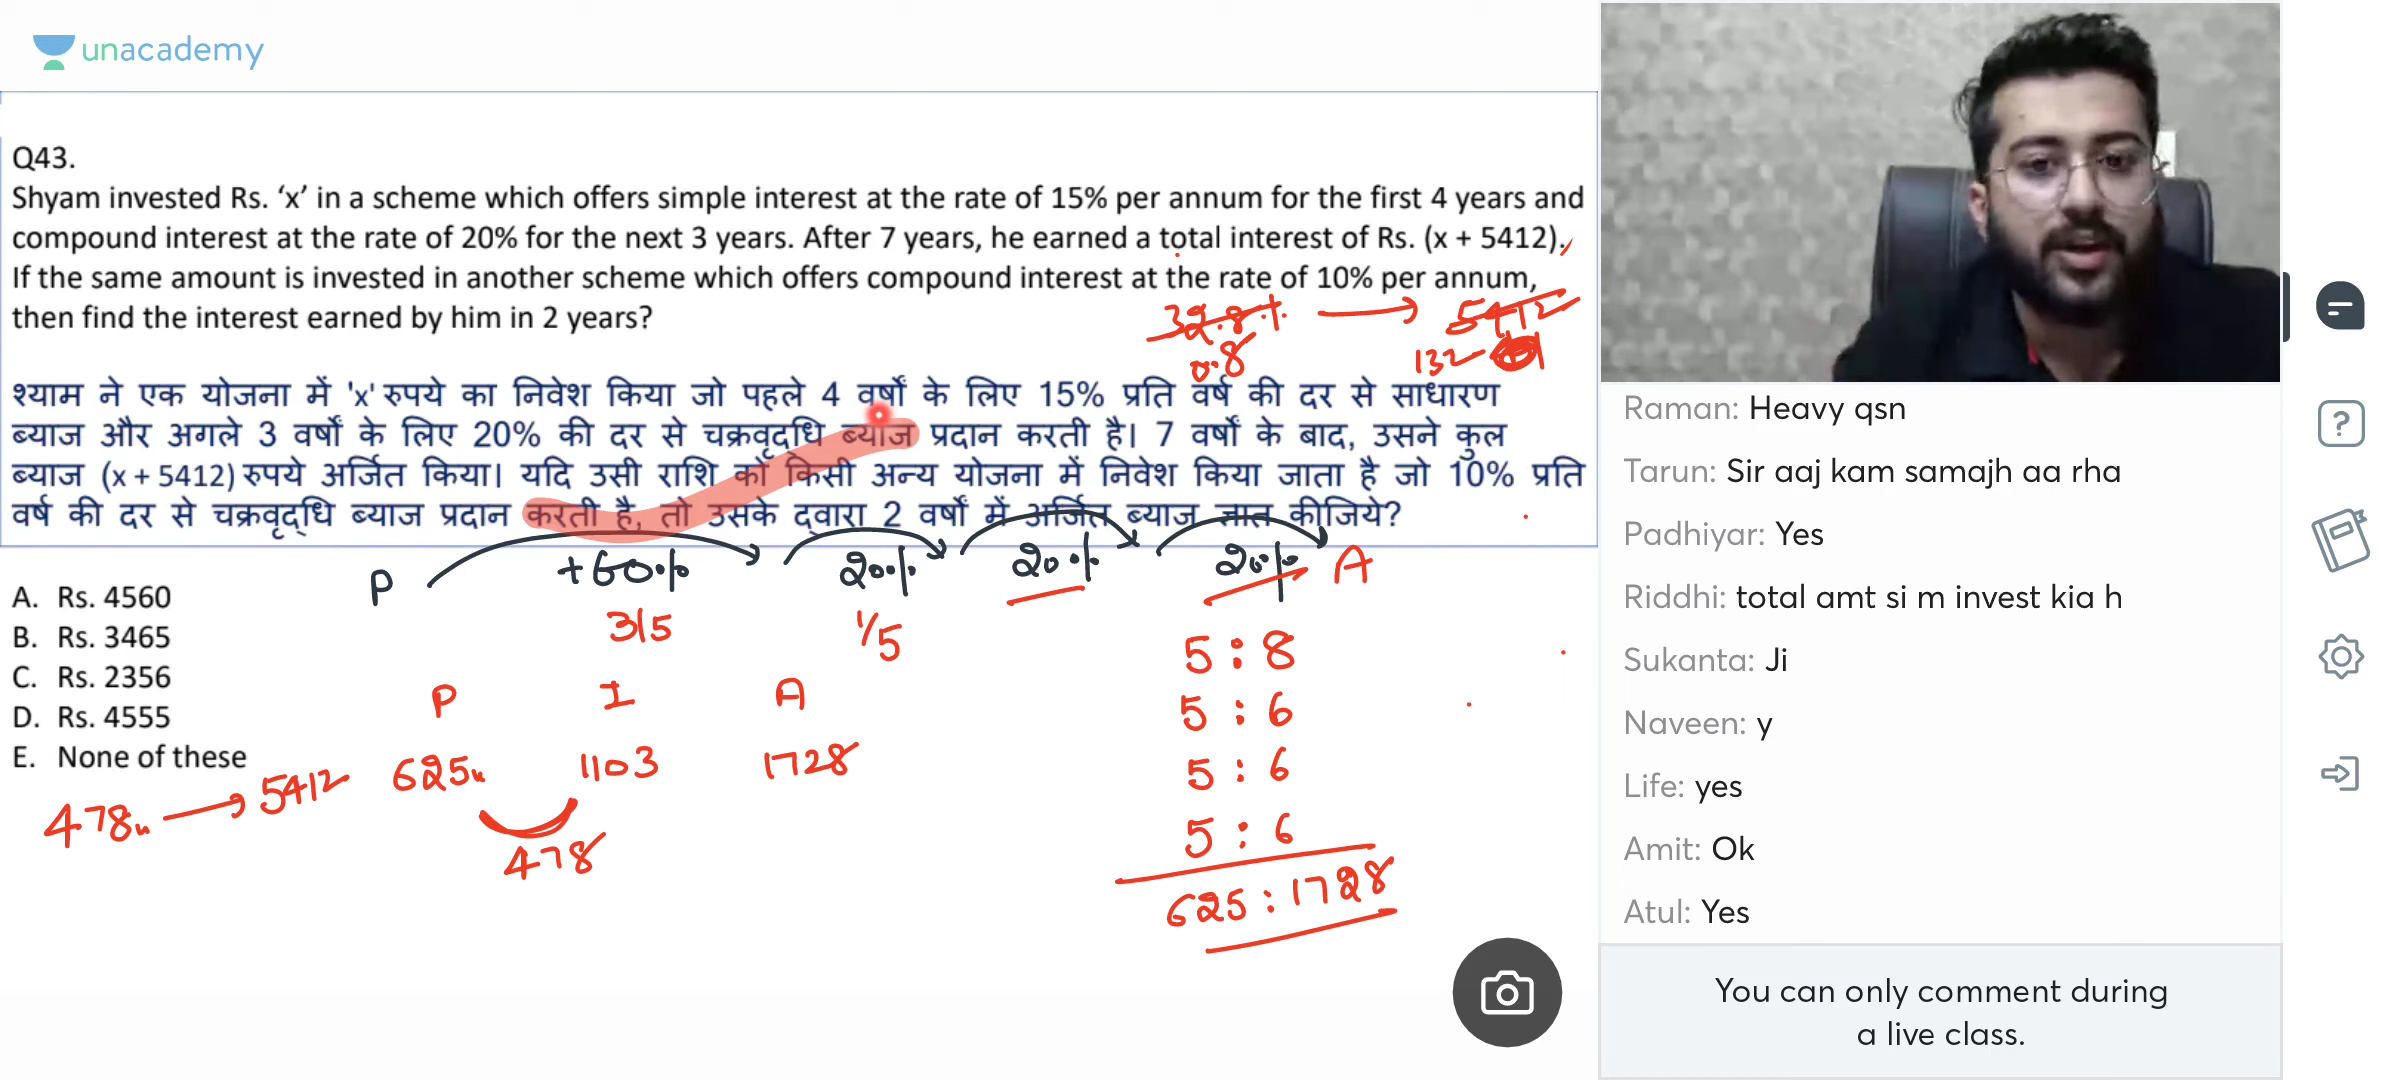 unacademy
Q43.
Shyam invested Rs. ‘x’ in a scheme which offers simple interest at the rate of 15% per annum for the first 4 years and
compound interest at the rate of 20% for the next 3 years. After 7 years, he earned a total interest of Rs. (x + 5412).
If the same amount is invested in another scheme which offers compound interest at the rate of 10% per annum,
then find the interest earned by him in 2 years?
32.8% → 5412
0.8
132
श्याम ने एक योजना में 'x' रुपये का निवेश किया जो पहले 4 वर्षों के लिए 15% प्रति वर्ष की दर से साधारण
ब्याज और अगले 3 वर्षों के लिए 20% की दर से चक्रवृद्धि ब्याज प्रदान करती है। 7 वर्षों के बाद, उसने कुल
ब्याज (x + 5412) रुपये अर्जित किया। यदि उसी राशि को किसी अन्य योजना में निवेश किया जाता है जो 10% प्रति
वर्ष की दर से चक्रवृद्धि ब्याज प्रदान करती है, तो उसके द्वारा 2 वर्षों में अर्जित ब्याज ज्ञात कीजिये?
P +60% 20% 20% 20% A
3/5 1/5
A. Rs. 4560
B. Rs. 3465
C. Rs. 2356
D. Rs. 4555
E. None of these
P I A
625u 1103 1728
478u → 5412
478
5 : 8
5 : 6
5 : 6
5 : 6
625 : 1728
Raman: Heavy qsn
Tarun: Sir aaj kam samajh aa rha
Padhiyar: Yes
Riddhi: total amt si m invest kia h
Sukanta: Ji
Naveen: y
Life: yes
Amit: Ok
Atul: Yes
You can only comment during
a live class.
?